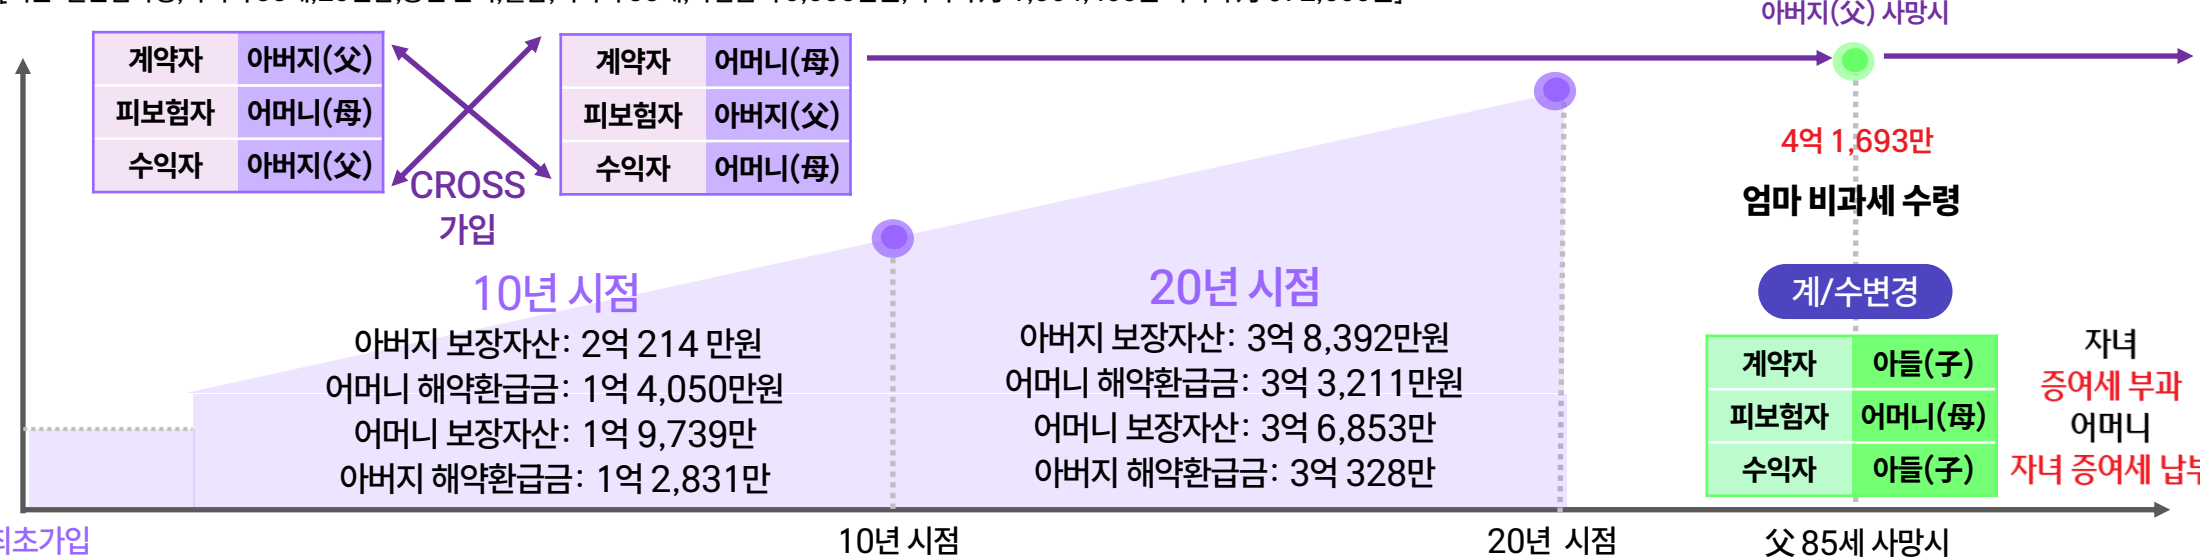 아버지(父) 사망시
계약자 아버지(父)
피보험자 어머니(母)
수익자 아버지(父)
CROSS
가입
계약자 어머니(母)
피보험자 아버지(父)
수익자 어머니(母)
4억 1,693만
엄마 비과세 수령
계/수변경
10년 시점
아버지 보장자산: 2억 214 만원
어머니 해약환급금: 1억 4,050만원
어머니 보장자산: 1억 9,739만
아버지 해약환급금: 1억 2,831만
20년 시점
아버지 보장자산: 3억 8,392만원
어머니 해약환급금: 3억 3,211만원
어머니 보장자산: 3억 6,853만
아버지 해약환급금: 3억 328만
계약자 아들(子)
피보험자 어머니(母)
수익자 아들(子)
자녀
증여세 부과
어머니
자녀 증여세 납부
최초가입
10년 시점
20년 시점
父 85세 사망시